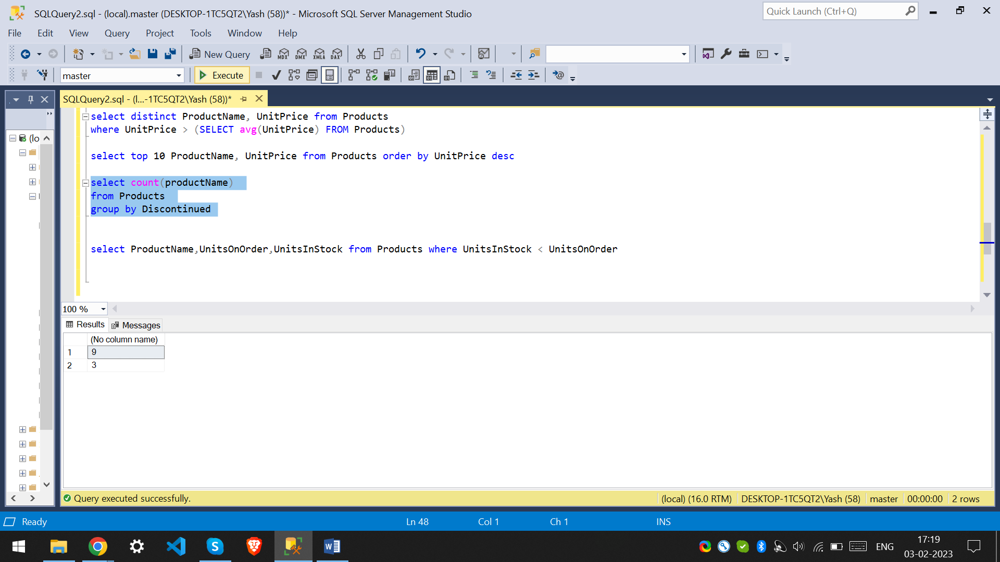 SQLQuery2.sql - (local).master (DESKTOP-1TC5QT2\Yash (58))* - Microsoft SQL Server Management Studio
Quick Launch (Ctrl+Q)
File Edit View Query Project Tools Window Help
New Query MDX DMX XMLA DAX
master Execute
SQLQuery2.sql - (l...-1TC5QT2\Yash (58))*
(lo
select distinct ProductName, UnitPrice from Products
where UnitPrice > (SELECT avg(UnitPrice) FROM Products)
select top 10 ProductName, UnitPrice from Products order by UnitPrice desc
select count(productName)
from Products
group by Discontinued
select ProductName,UnitsOnOrder,UnitsInStock from Products where UnitsInStock < UnitsOnOrder
100 %
Results Messages
(No column name)
1 9
2 3
Query executed successfully.
(local) (16.0 RTM) DESKTOP-1TC5QT2\Yash (58) master 00:00:00 2 rows
Ready Ln 48 Col 1 Ch 1 INS
ENG
17:19
03-02-2023